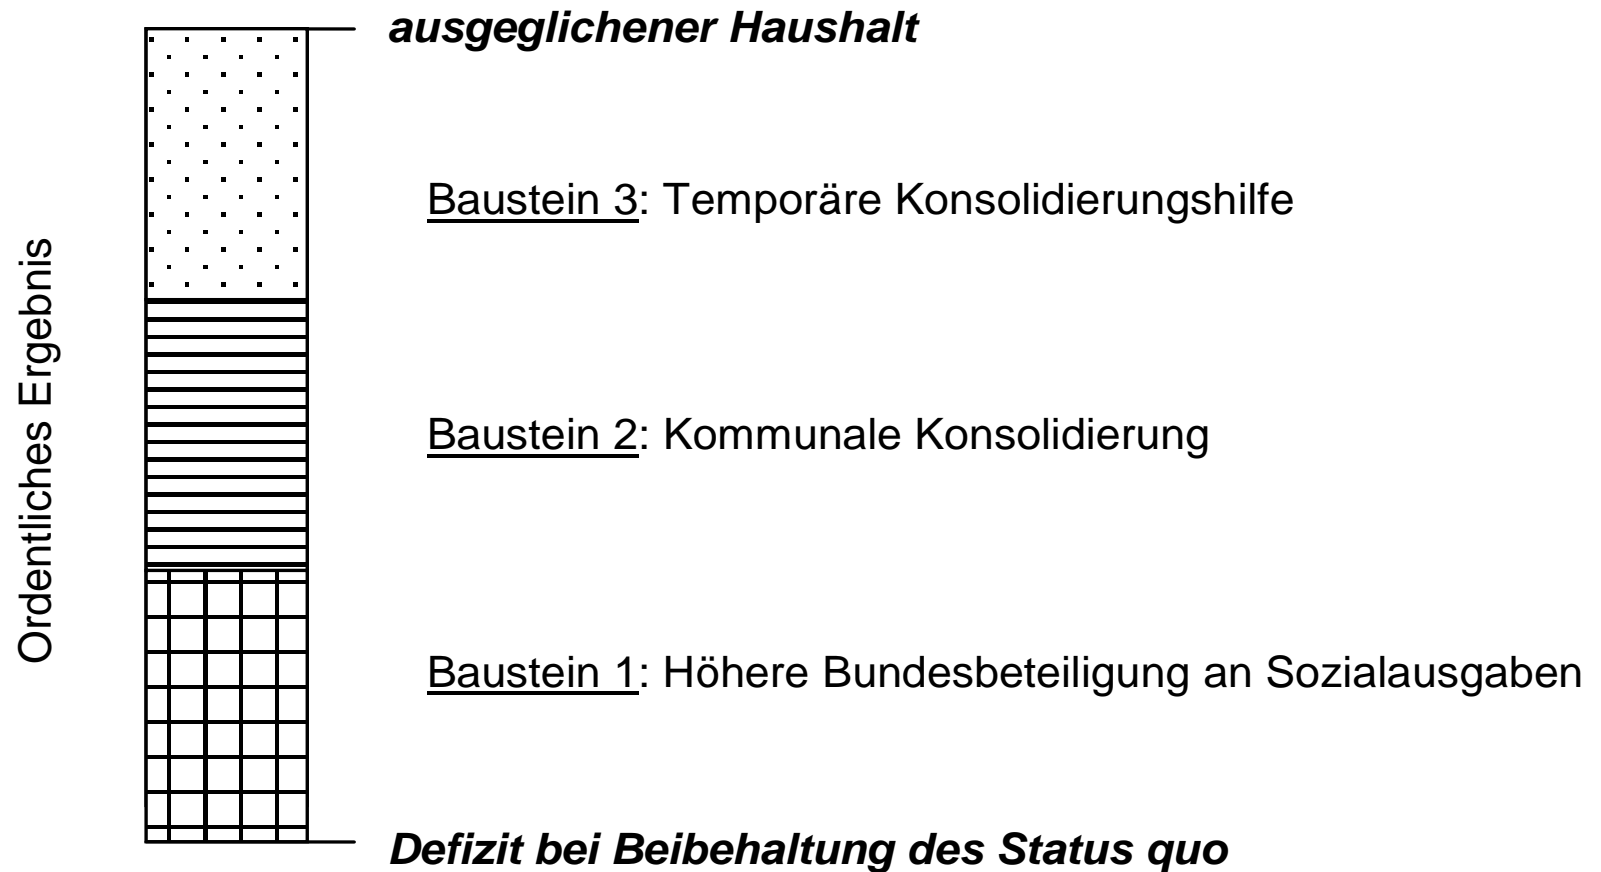 ausgeglichener Haushalt
Baustein 3: Temporäre Konsolidierungshilfe
Ordentliches Ergebnis
Baustein 2: Kommunale Konsolidierung
Baustein 1: Höhere Bundesbeteiligung an Sozialausgaben
Defizit bei Beibehaltung des Status quo